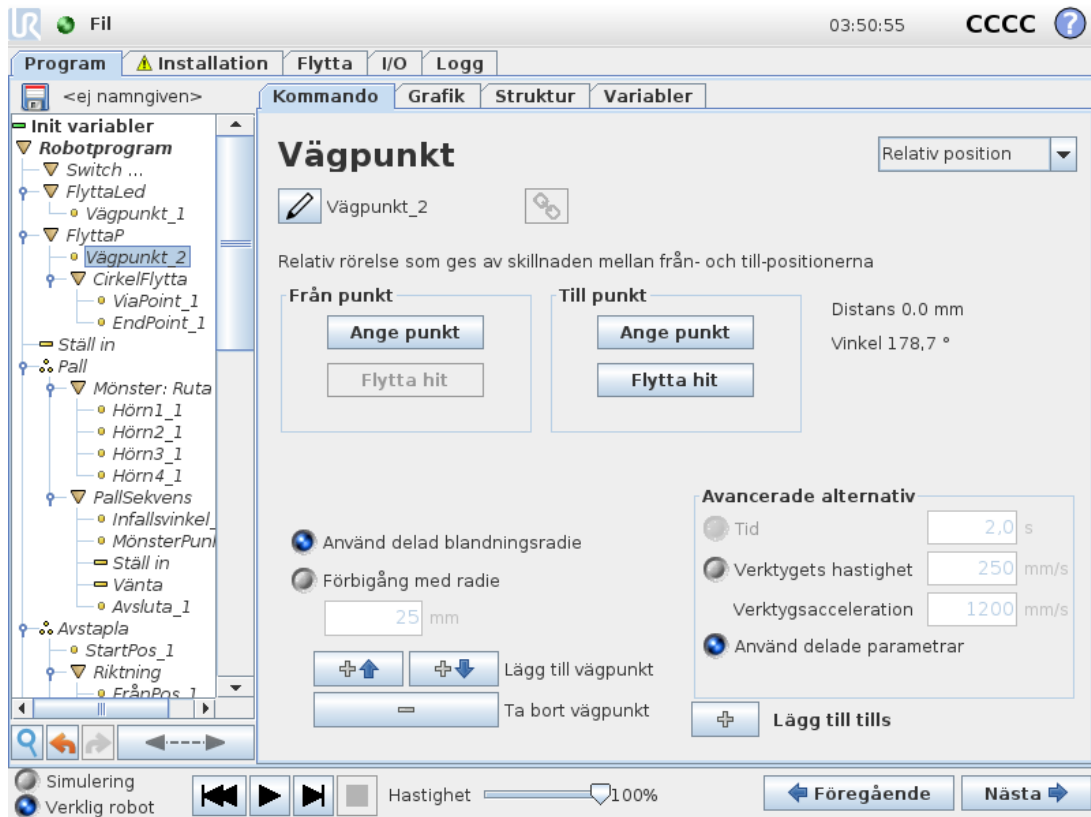 UR Fil 03:50:55 CCCC ?
Program Installation Flytta I/O Logg
<ej namngiven>
Kommando Grafik Struktur Variabler
Init variabler
Robotprogram
Switch ...
FlyttaLed
Vägpunkt_1
FlyttaP
Vägpunkt_2
CirkelFlytta
ViaPoint_1
EndPoint_1
Ställ in
Pall
Mönster: Ruta
Hörn1_1
Hörn2_1
Hörn3_1
Hörn4_1
PallSekvens
Infallsvinkel_
MönsterPun
Ställ in
Vänta
Avsluta_1
Avstapla
StartPos_1
Riktning
FrånPos_1
Vägpunkt
Relativ position
Vägpunkt_2
Relativ rörelse som ges av skillnaden mellan från- och till-positionerna
Från punkt
Ange punkt
Flytta hit
Till punkt
Ange punkt
Flytta hit
Distans 0.0 mm
Vinkel 178,7 °
Använd delad blandningsradie
Förbigång med radie
25 mm
Lägg till vägpunkt
Ta bort vägpunkt
Avancerade alternativ
Tid 2,0 s
Verktygets hastighet 250 mm/s
Verktygsacceleration 1200 mm/s
Använd delade parametrar
Lägg till tills
Simulering
Verklig robot
Hastighet 100%
Föregående
Nästa